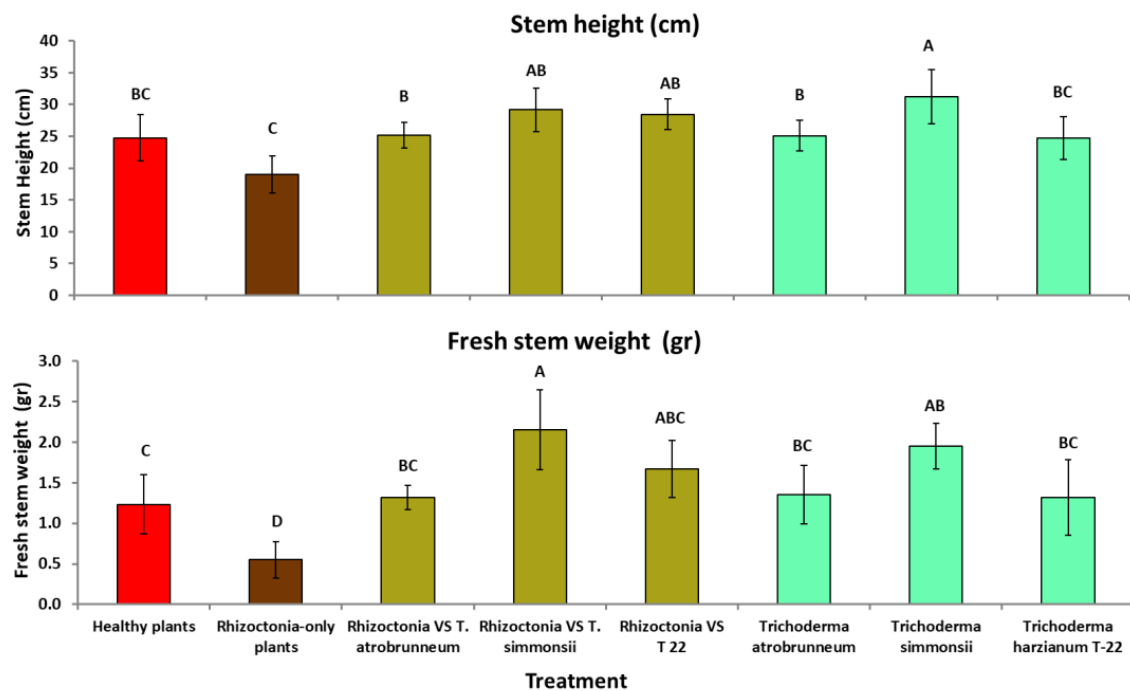 Stem height (cm)
Stem Height (cm)
40
35
30
25
20
15
10
5
0
BC
C
B
AB
AB
B
A
BC
Fresh stem weight (gr)
Fresh stem weight (gr)
3.0
2.5
2.0
1.5
1.0
0.5
0.0
C
D
BC
A
ABC
BC
AB
BC
Healthy plants
Rhizoctonia-only
plants
Rhizoctonia VS T.
atrobrunneum
Rhizoctonia VS T.
simmonsii
Rhizoctonia VS
T 22
Trichoderma
atrobrunneum
Trichoderma
simmonsii
Trichoderma
harzianum T-22
Treatment